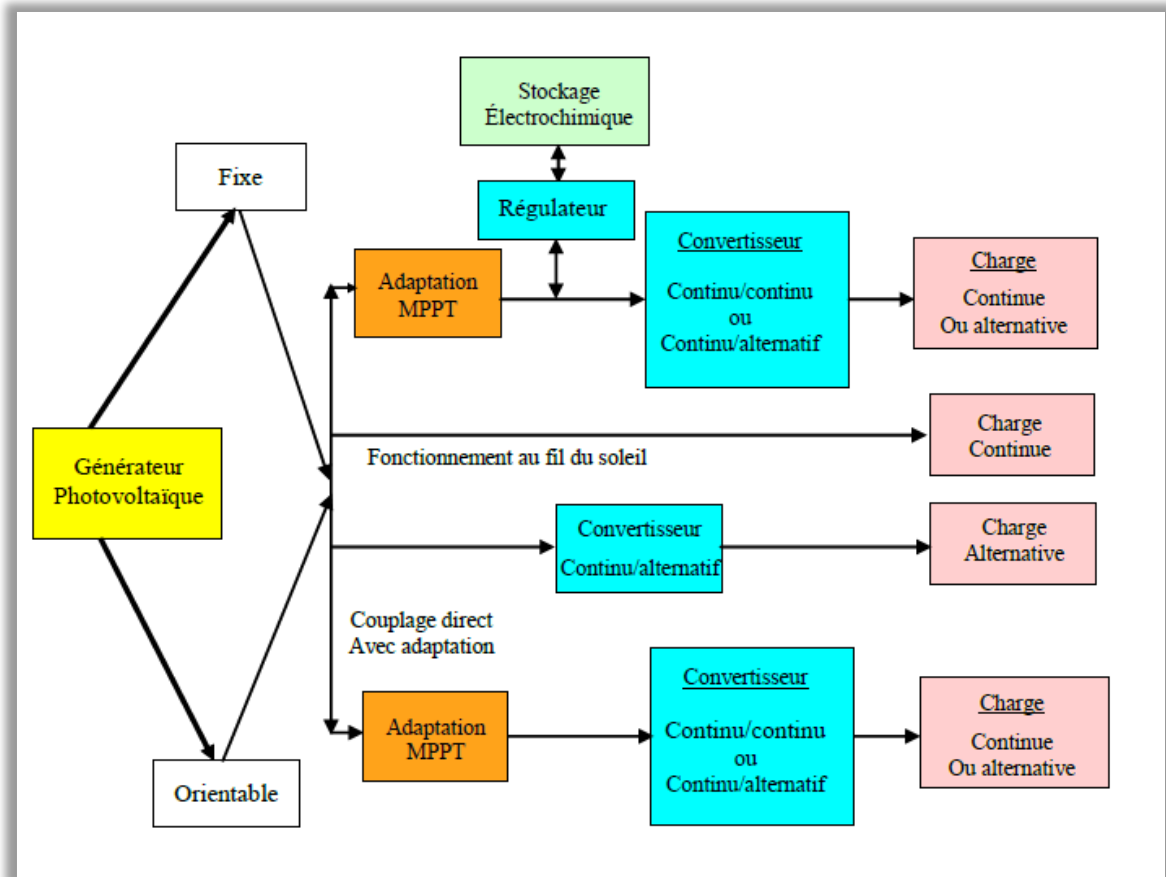 Stockage
Électrochimique
Fixe
Régulateur
Convertisseur
Continu/continu
ou
Continu/alternatif
Charge
Continue
Ou alternative
Adaptation
MPPT
Charge
Continue
Fonctionnement au fil du soleil
Générateur
Photovoltaïque
Convertisseur
Continu/alternatif
Charge
Alternative
Couplage direct
Avec adaptation
Adaptation
MPPT
Convertisseur
Continu/continu
ou
Continu/alternatif
Charge
Continue
Ou alternative
Orientable